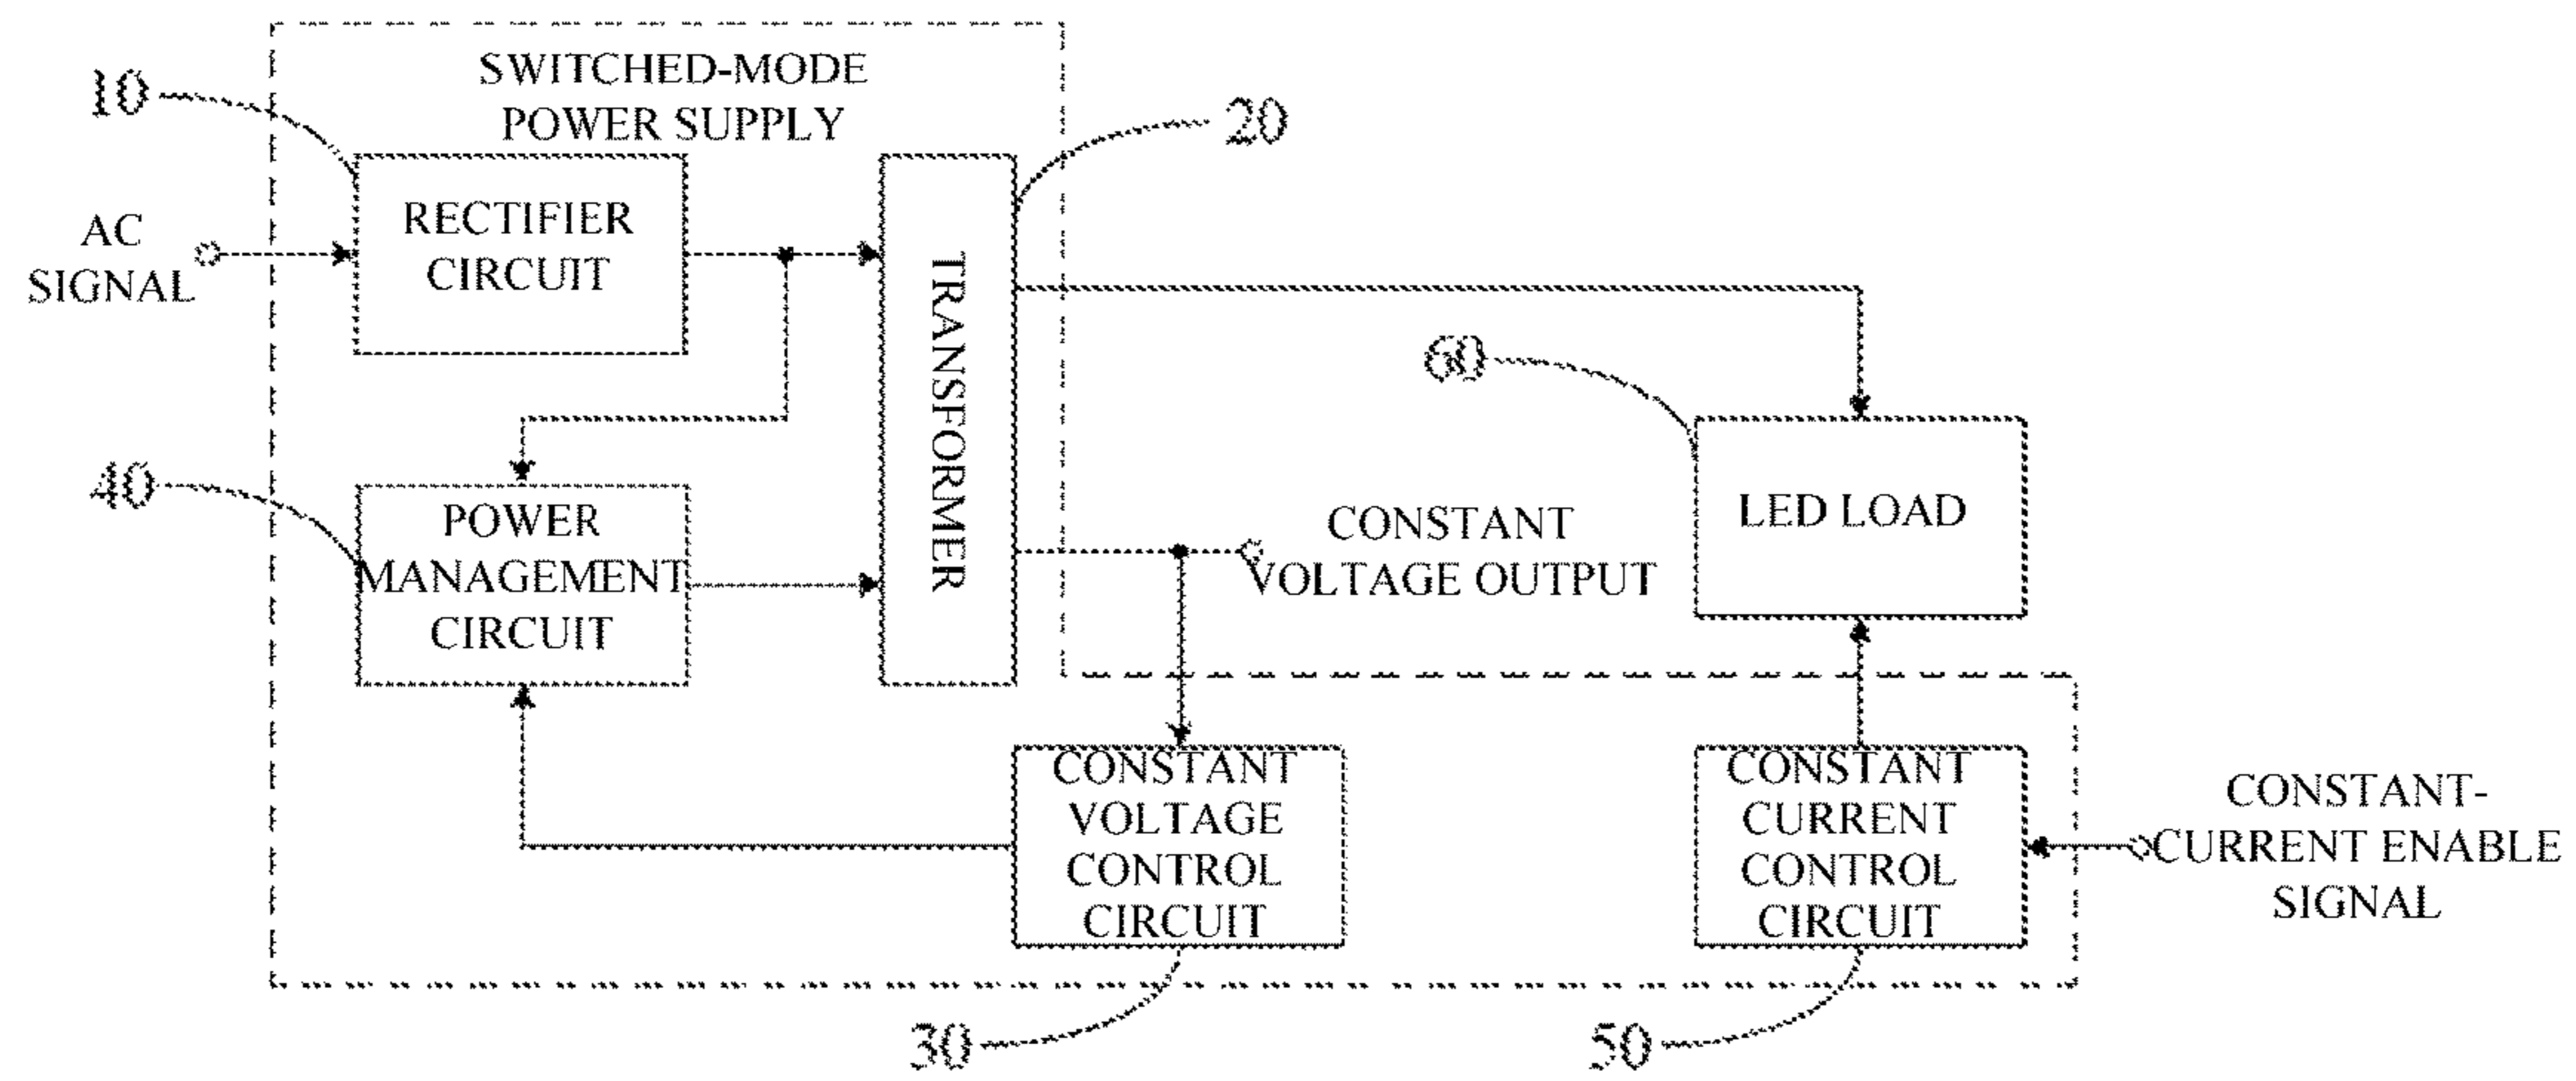 SWITCHED-MODE
POWER SUPPLY
10
20
AC
SIGNAL
RECTIFIER
CIRCUIT
TRANSFORMER
60
40
POWER
MANAGEMENT
CIRCUIT
CONSTANT
VOLTAGE OUTPUT
LED LOAD
CONSTANT
VOLTAGE
CONTROL
CIRCUIT
CONSTANT
CURRENT
CONTROL
CIRCUIT
CONSTANT-
CURRENT ENABLE
SIGNAL
30
50